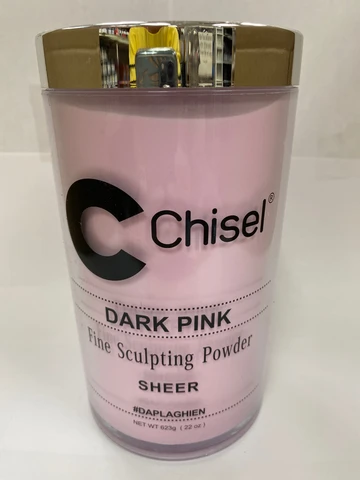 Chisel®
DARK PINK
Fine Sculpting Powder
SHEER
#DAPLAGHIEN
NET WT 623g ( 22 oz )